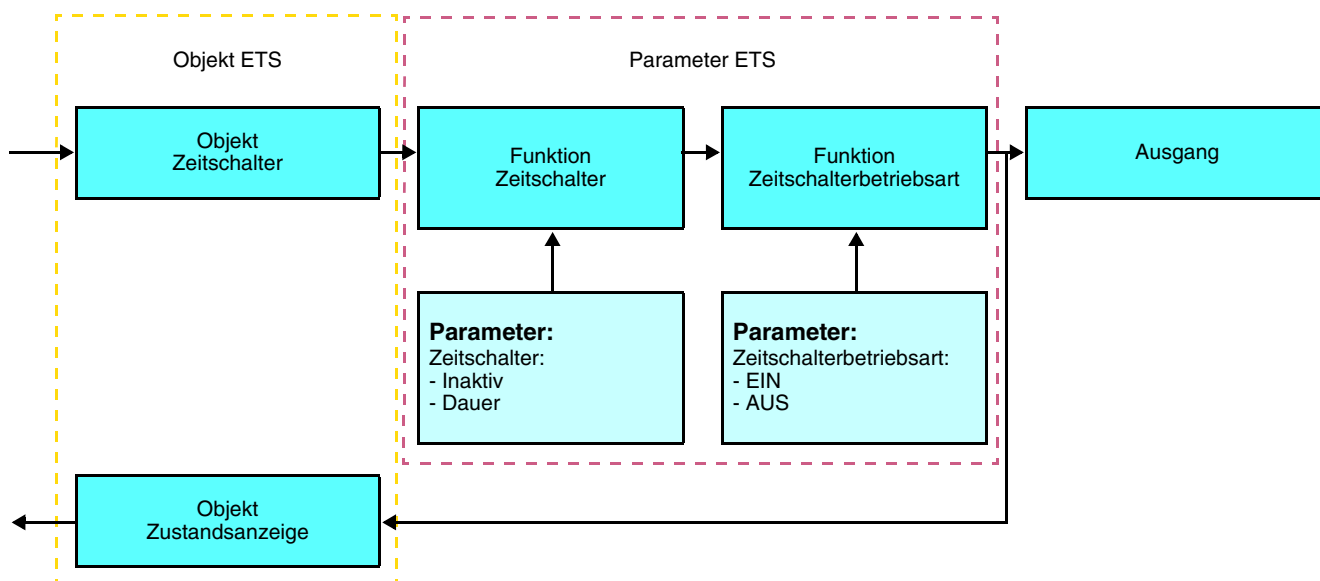 Objekt ETS
Parameter ETS
Objekt
Zeitschalter
Funktion
Zeitschalter
Funktion
Zeitschalterbetriebsart
Ausgang
Parameter:
Zeitschalter:
- Inaktiv
- Dauer
Parameter:
Zeitschalterbetriebsart:
- EIN
- AUS
Objekt
Zustandsanzeige